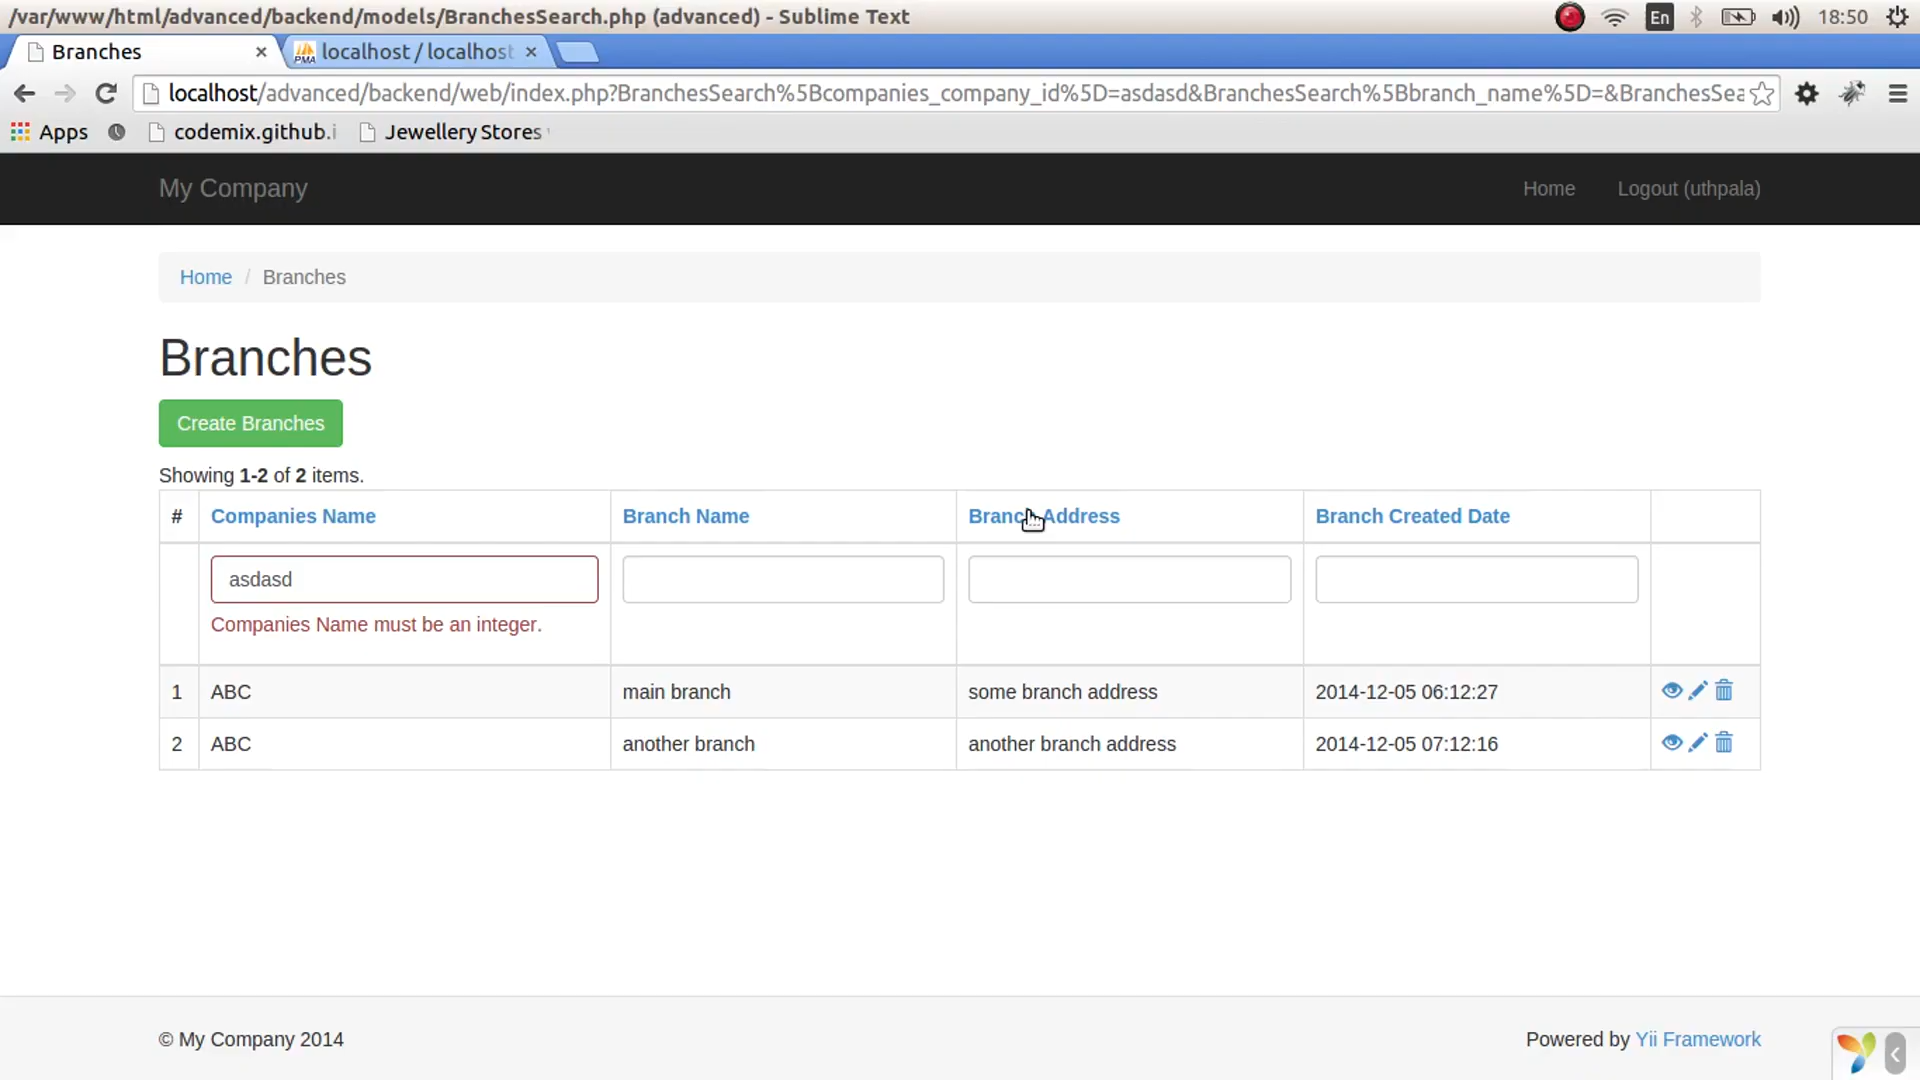 /var/www/html/advanced/backend/models/BranchesSearch.php (advanced) - Sublime Text
En
18:50
Branches
PMA
localhost / localhost
localhost/advanced/backend/web/index.php?BranchesSearch%5Bcompanies_company_id%5D=asdasd&BranchesSearch%5Bbranch_name%5D=&BranchesSea
Apps
codemix.github.i
Jewellery Stores
My Company
Home
Logout (uthpala)
Home / Branches
Branches
Create Branches
Showing 1-2 of 2 items.
# Companies Name Branch Name Branch Address Branch Created Date
asdasd
Companies Name must be an integer.
1 ABC main branch some branch address 2014-12-05 06:12:27
2 ABC another branch another branch address 2014-12-05 07:12:16
© My Company 2014
Powered by Yii Framework